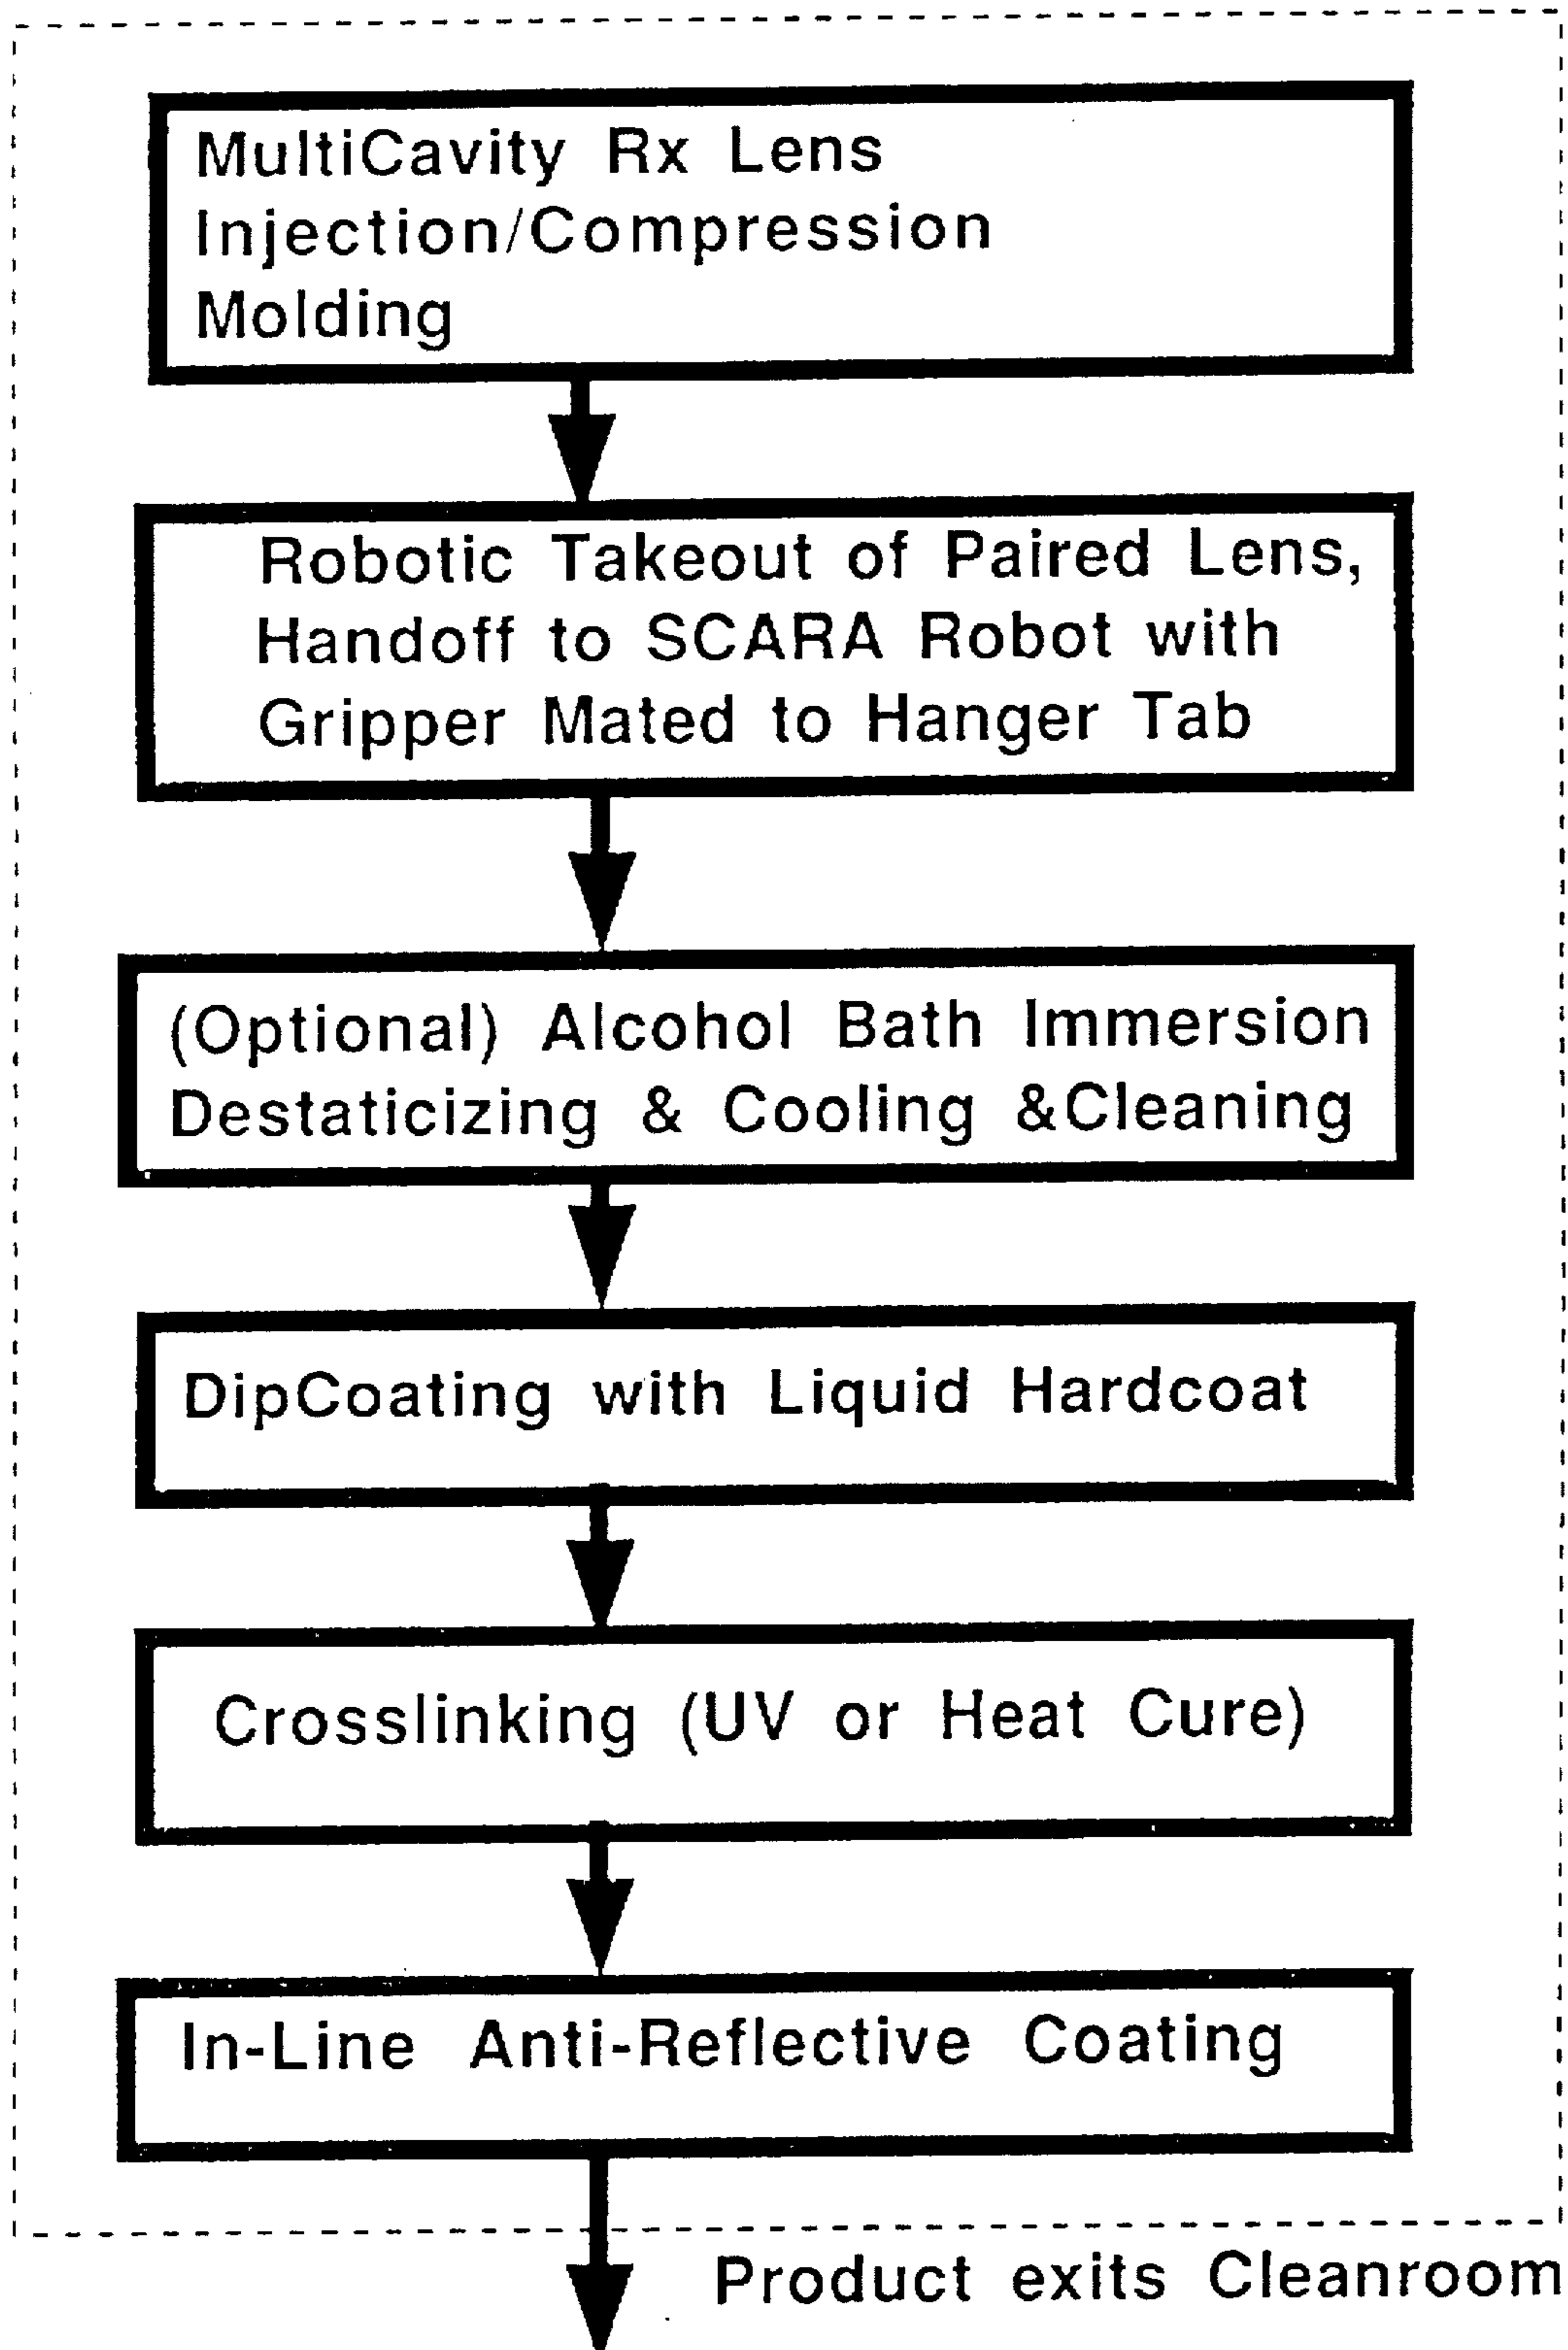 MultiCavity Rx Lens
Injection/Compression
Molding
Robotic Takeout of Paired Lens,
Handoff to SCARA Robot with
Gripper Mated to Hanger Tab
(Optional) Alcohol Bath Immersion
Destaticizing & Cooling &Cleaning
DipCoating with Liquid Hardcoat
Crosslinking (UV or Heat Cure)
In-Line Anti-Reflective Coating
Product exits Cleanroom